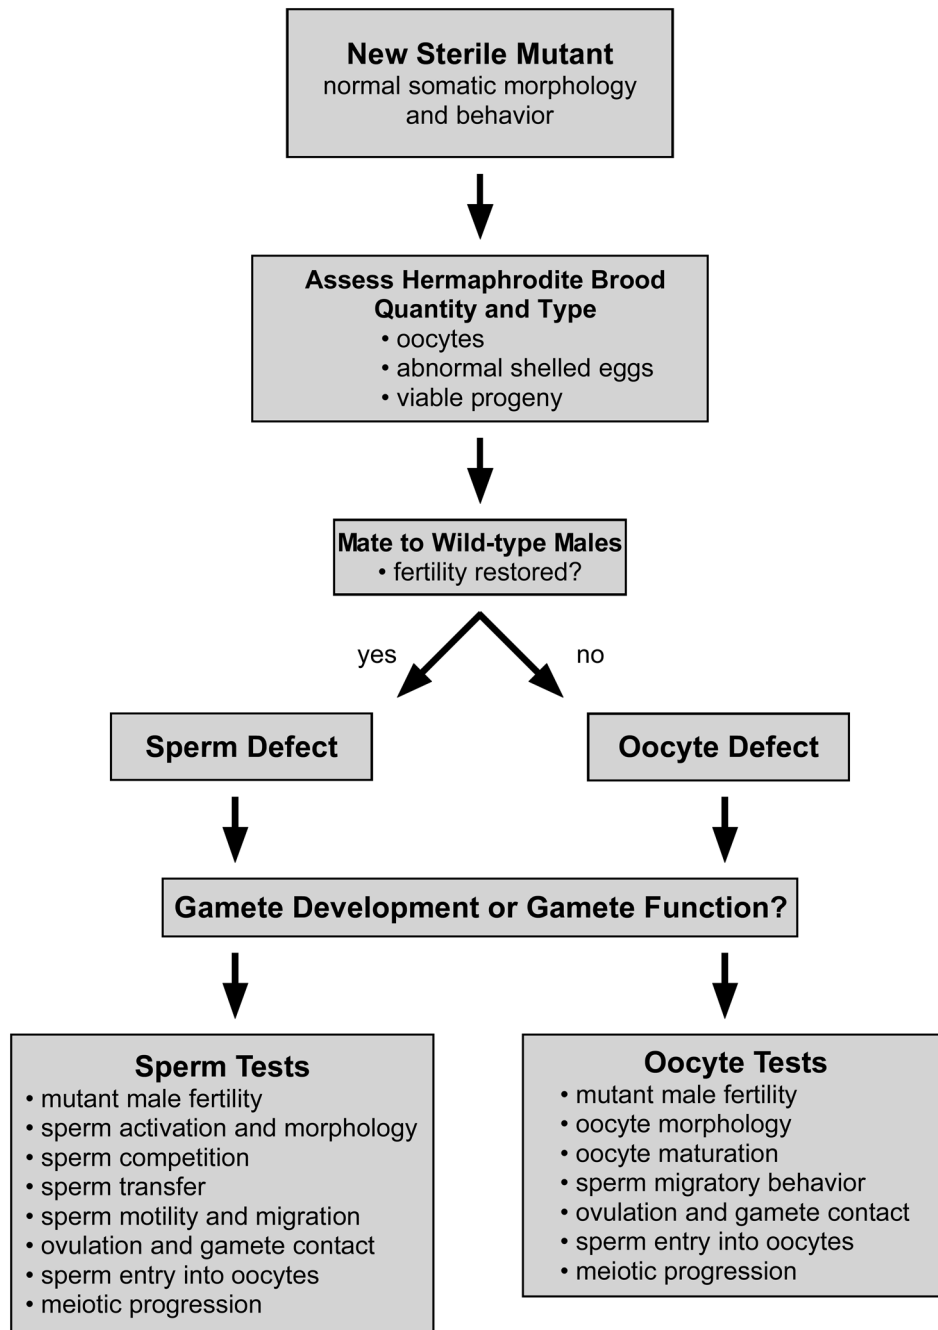 New Sterile Mutant
normal somatic morphology
and behavior
Assess Hermaphrodite Brood
Quantity and Type
• oocytes
• abnormal shelled eggs
• viable progeny
Mate to Wild-type Males
• fertility restored?
yes
no
Sperm Defect
Oocyte Defect
Gamete Development or Gamete Function?
Sperm Tests
• mutant male fertility
• sperm activation and morphology
• sperm competition
• sperm transfer
• sperm motility and migration
• ovulation and gamete contact
• sperm entry into oocytes
• meiotic progression
Oocyte Tests
• mutant male fertility
• oocyte morphology
• oocyte maturation
• sperm migratory behavior
• ovulation and gamete contact
• sperm entry into oocytes
• meiotic progression